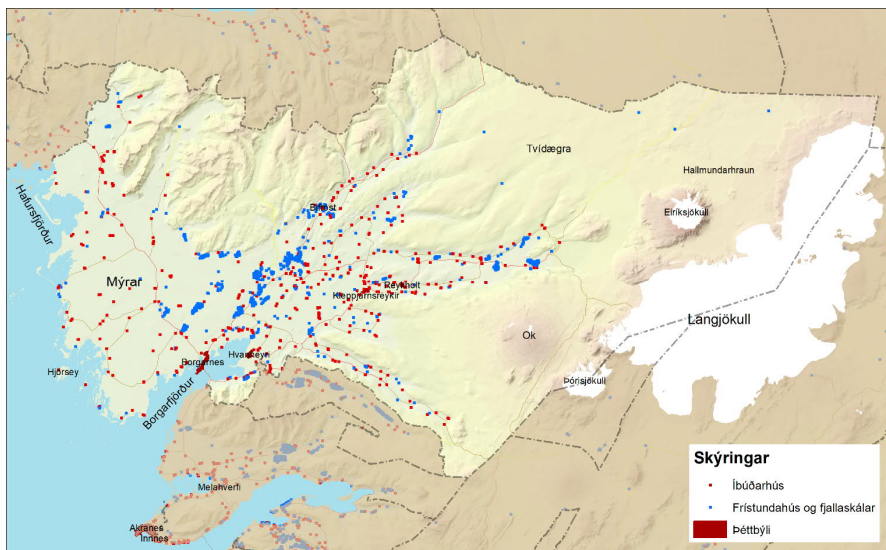 Tvídægra
Hallmundarhraun
Eiríksjökull
Bifröst
Hafursfjörður
Mýrar
Reykholt
Kleppjárnsreykir
Langjökull
Ok
Hvanneyri
Borgarnes
Hjörsey
Þórisjökull
Borgarfjörður
Melahverfi
Akranes
Innnes
Skýringar
Íbúðarhús
Frístundahús og fjallaskálar
Þéttbýli